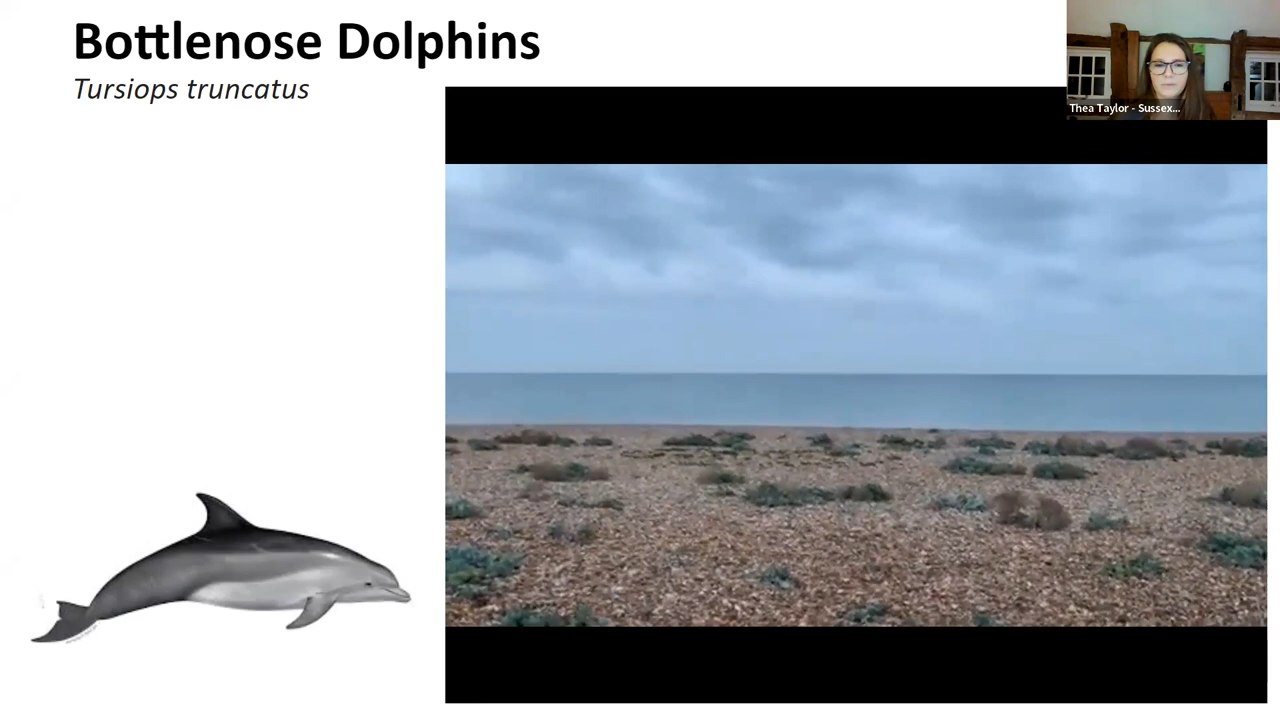 Bottlenose Dolphins
Tursiops truncatus
Thea Taylor - Sussex...